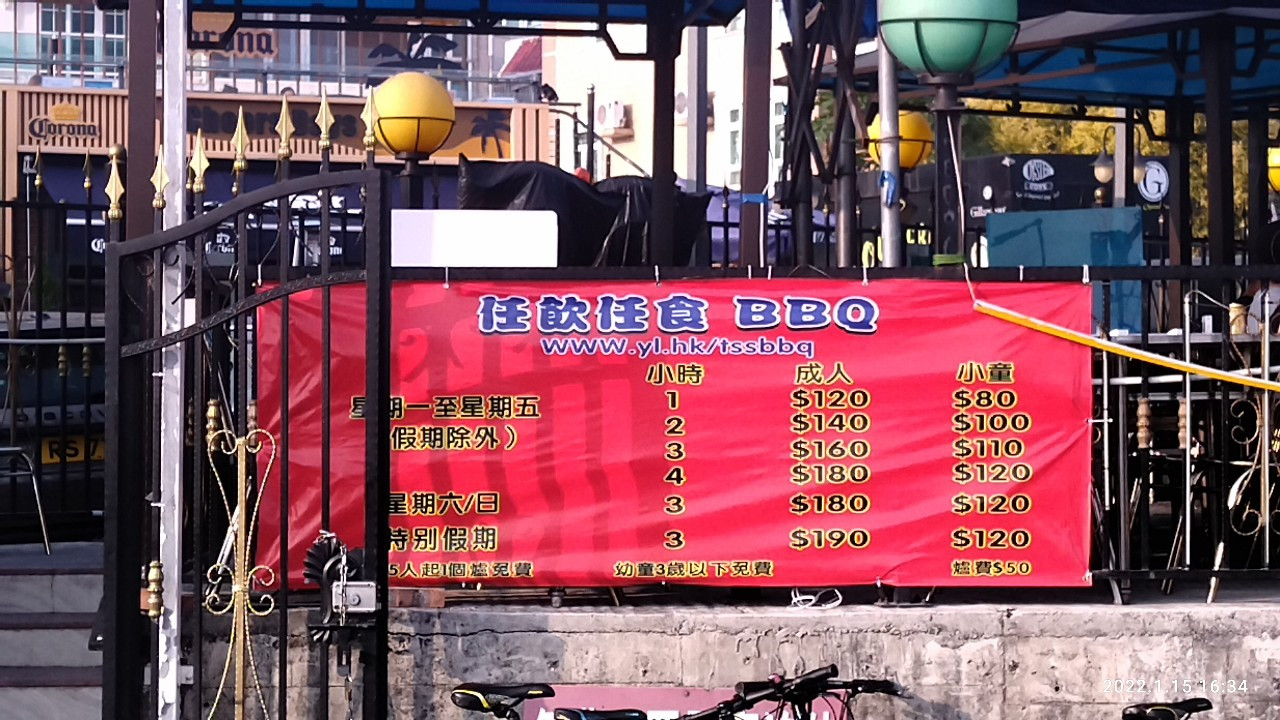 Corona
Corona
任飲任食 BBQ
www.yl.hk/tssbbq
小時 成人 小童
星期一至星期五 1 $120 $80
2 $140 $100
假期除外） 3 $160 $110
4 $180 $120
星期六/日 3 $180 $120
特别假期 3 $190 $120
5人起1個爐免費 幼童3歲以下免費 爐費$50
RS 7
2022.1.15 16:34